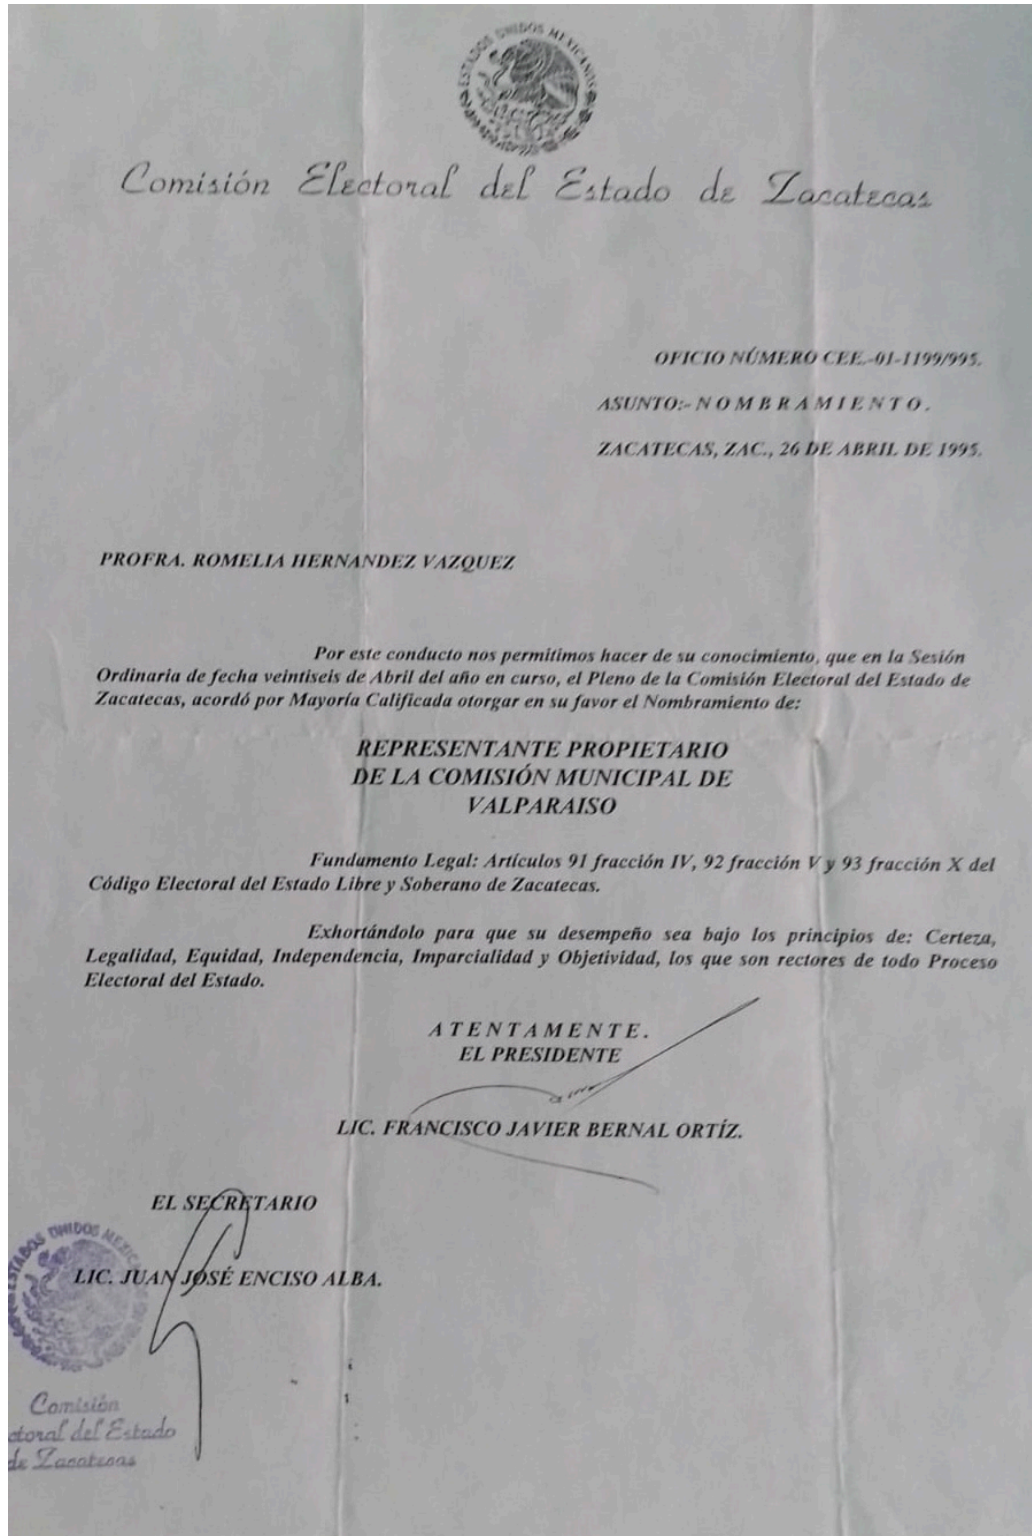 ESTADOS UNIDOS MEXICANOS
Comisión Electoral del Estado de Zacatecas
OFICIO NÚMERO CEE.-01-1199/995.
ASUNTO:- N O M B R A M I E N T O .
ZACATECAS, ZAC., 26 DE ABRIL DE 1995.
PROFRA. ROMELIA HERNANDEZ VAZQUEZ
Por este conducto nos permitimos hacer de su conocimiento, que en la Sesión
Ordinaria de fecha veintiseis de Abril del año en curso, el Pleno de la Comisión Electoral del Estado de
Zacatecas, acordó por Mayoría Calificada otorgar en su favor el Nombramiento de:
REPRESENTANTE PROPIETARIO
DE LA COMISIÓN MUNICIPAL DE
VALPARAISO
Fundamento Legal: Artículos 91 fracción IV, 92 fracción V y 93 fracción X del
Código Electoral del Estado Libre y Soberano de Zacatecas.
Exhortándolo para que su desempeño sea bajo los principios de: Certeza,
Legalidad, Equidad, Independencia, Imparcialidad y Objetividad, los que son rectores de todo Proceso
Electoral del Estado.
A T E N T A M E N T E .
EL PRESIDENTE
LIC. FRANCISCO JAVIER BERNAL ORTÍZ.
EL SECRETARIO
LIC. JUAN JOSÉ ENCISO ALBA.
UNIDOS
Comisión
ctoral del Estado
de Zacatecas